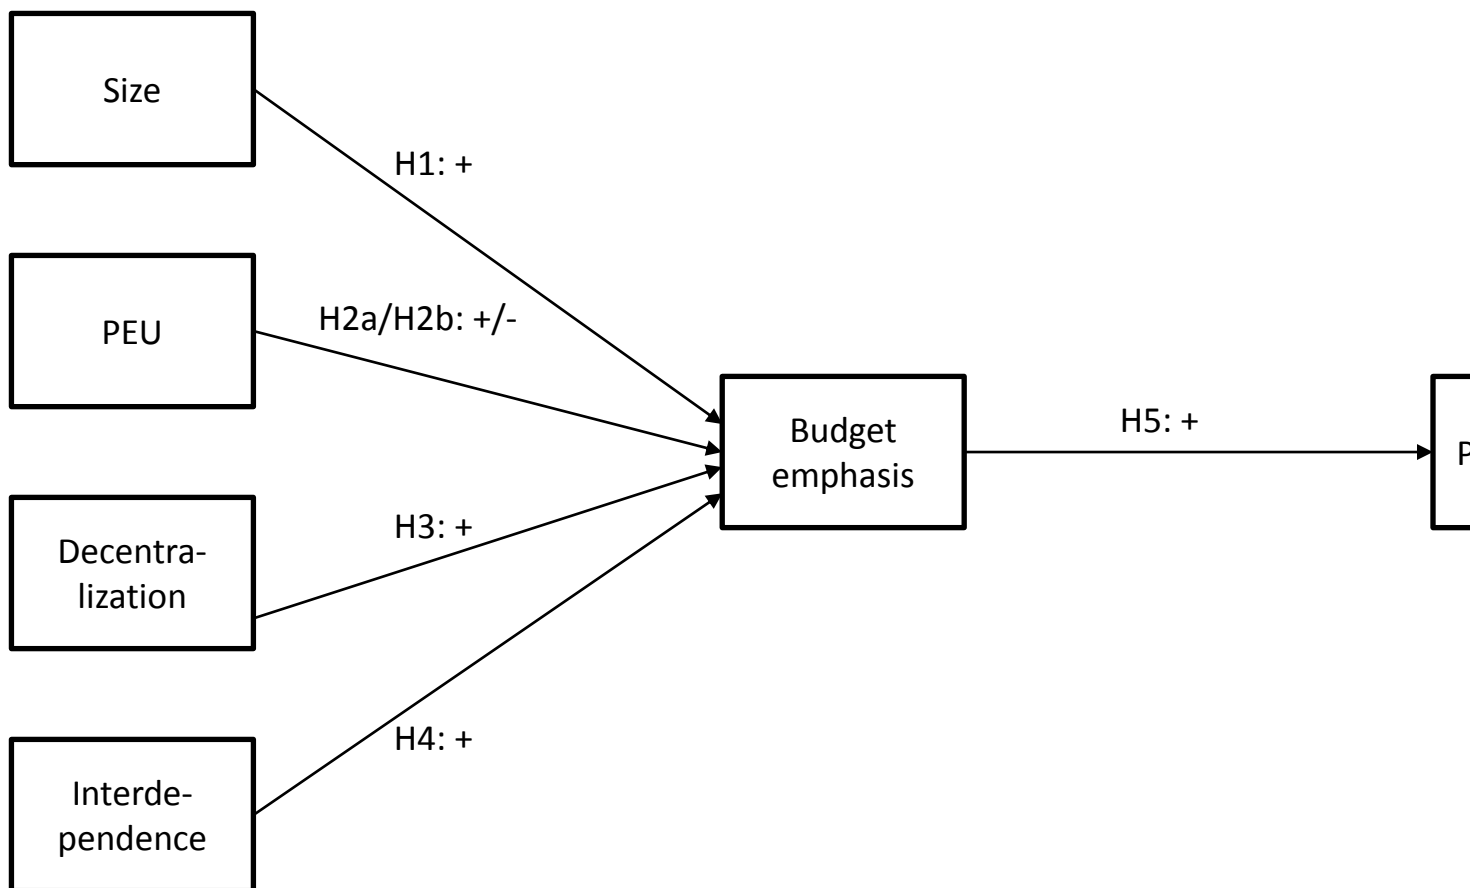 Size
H1: +
PEU
H2a/H2b: +/-
Budget
emphasis
H5: +
P
Decentra-
lization
H3: +
Interde-
pendence
H4: +